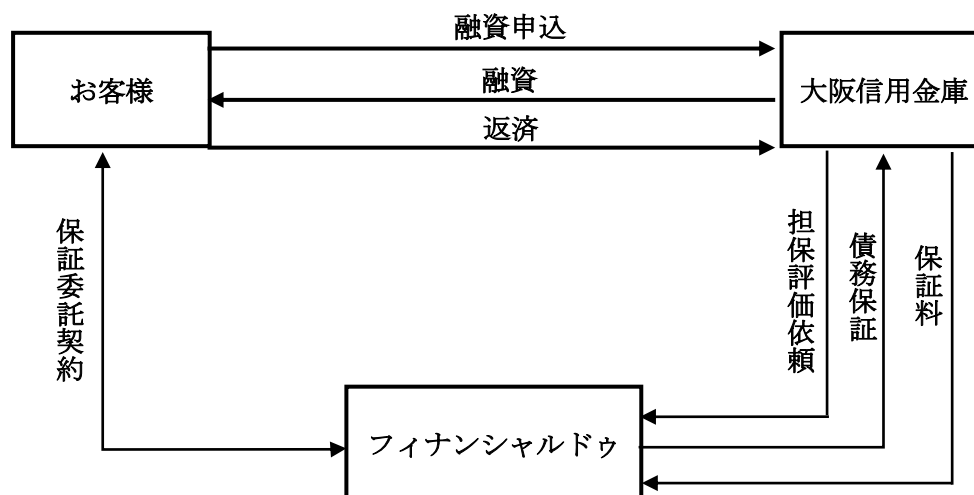 融資申込
お客様
融資
大阪信用金庫
返済
保証委託契約
担保評価依頼
債務保証
保証料
フィナンシャルドゥ